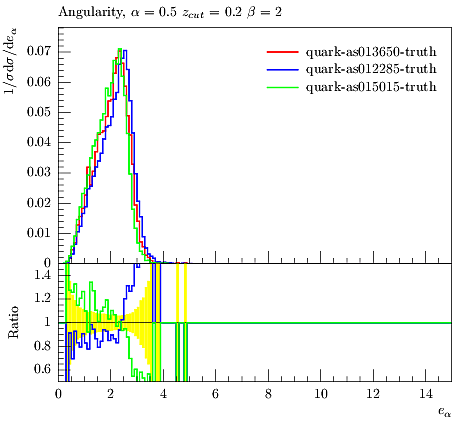 Angularity, α = 0.5 z_cut = 0.2 β = 2
1/σ dσ/de_α
quark-as013650-truth
quark-as012285-truth
quark-as015015-truth
0.07
0.06
0.05
0.04
0.03
0.02
0.01
0
Ratio
1.4
1.2
1
0.8
0.6
0 2 4 6 8 10 12 14
e_α